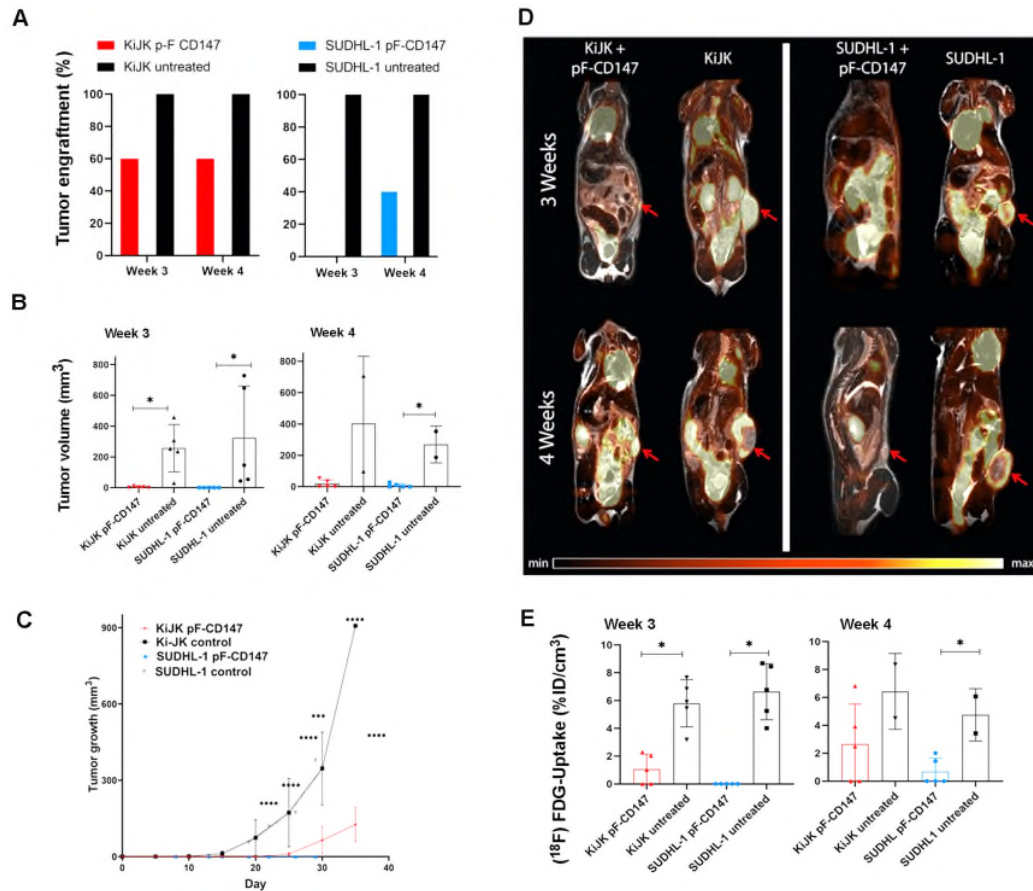 A
KiJK p-F CD147
KiJK untreated
SUDHL-1 pF-CD147
SUDHL-1 untreated
Tumor engraftment (%)
100
80
60
40
20
0
Week 3 Week 4
100
80
60
40
20
0
Week 3 Week 4
B
Week 3
Week 4
Tumor volume (mm³)
800
600
400
200
0
*
*
KiJK pF-CD147
KiJK untreated
SUDHL-1 pF-CD147
SUDHL-1 untreated
800
600
400
200
0
*
KiJK pF-CD147
KiJK untreated
SUDHL-1 pF-CD147
SUDHL-1 untreated
C
KiJK pF-CD147
Ki-JK control
SUDHL-1 pF-CD147
SUDHL-1 control
Tumor growth (mm³)
900
600
300
0
****
***
****
****
****
****
0 10 20 30 40
Day
D
KiJK +
pF-CD147
KiJK
SUDHL-1 +
pF-CD147
SUDHL-1
3 Weeks
4 Weeks
min
max
E
Week 3
Week 4
(¹⁸F) FDG-Uptake (%ID/cm³)
10
8
6
4
2
0
*
*
KiJK pF-CD147
KiJK untreated
SUDHL-1 pF-CD147
SUDHL-1 untreated
10
8
6
4
2
0
*
KiJK pF-CD147
KiJK untreated
SUDHL pF-CD147
SUDHL-1 untreated